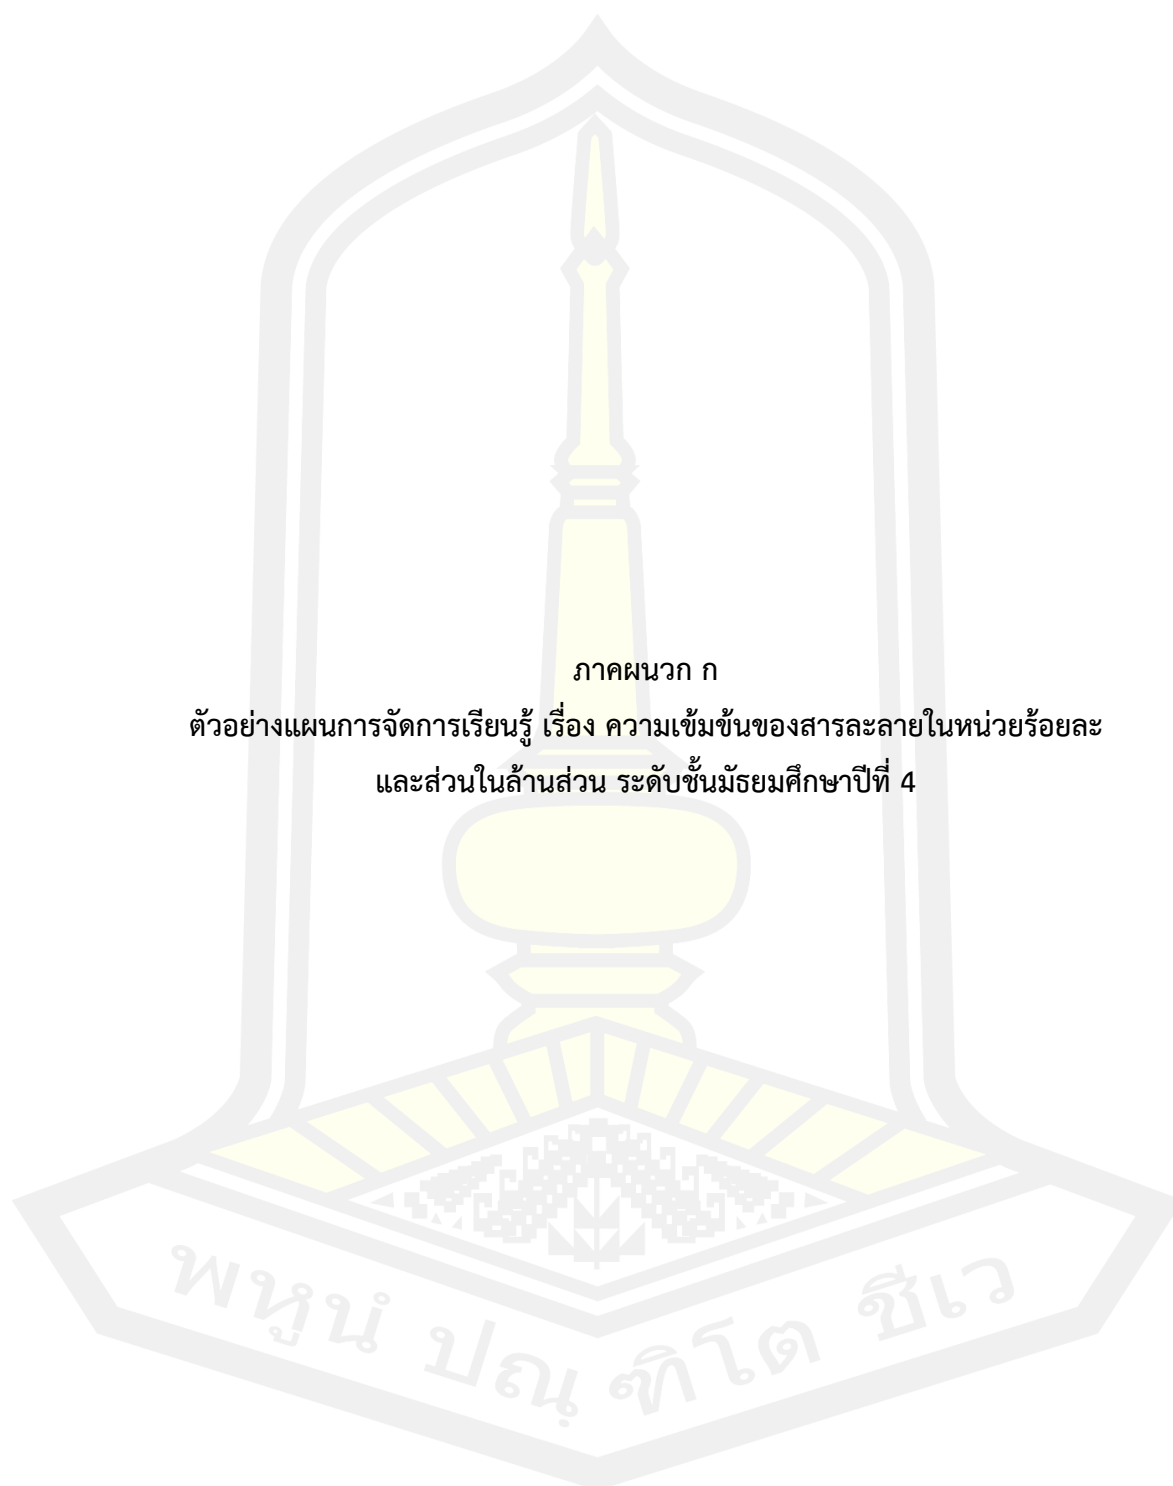 ภาคผนวก ก
ตัวอย่างแผนการจัดการเรียนรู้ เรื่อง ความเข้มข้นของสารละลายในหน่วยร้อยละ
และส่วนในล้านส่วน ระดับชั้นมัธยมศึกษาปีที่ 4
พหูนํ ปณฺฑิโต ชีเว